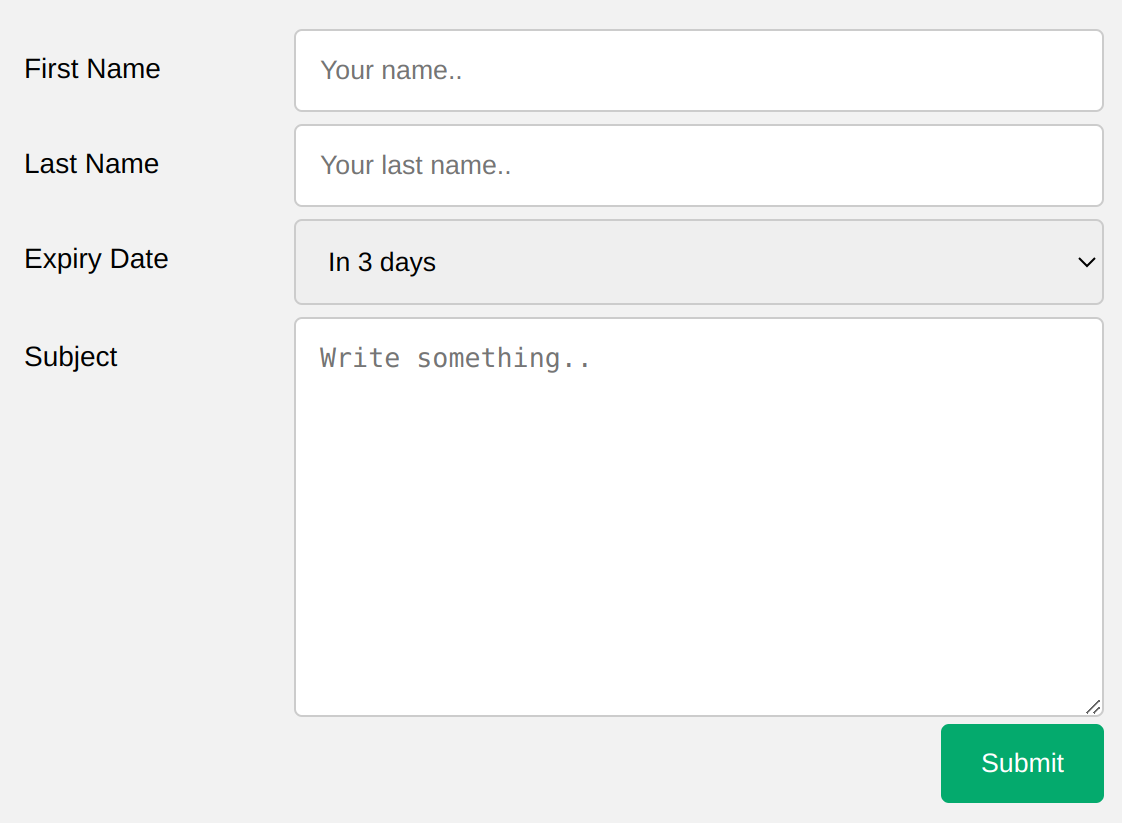 First Name
Your name..
Last Name
Your last name..
Expiry Date
In 3 days
Subject
Write something..
Submit